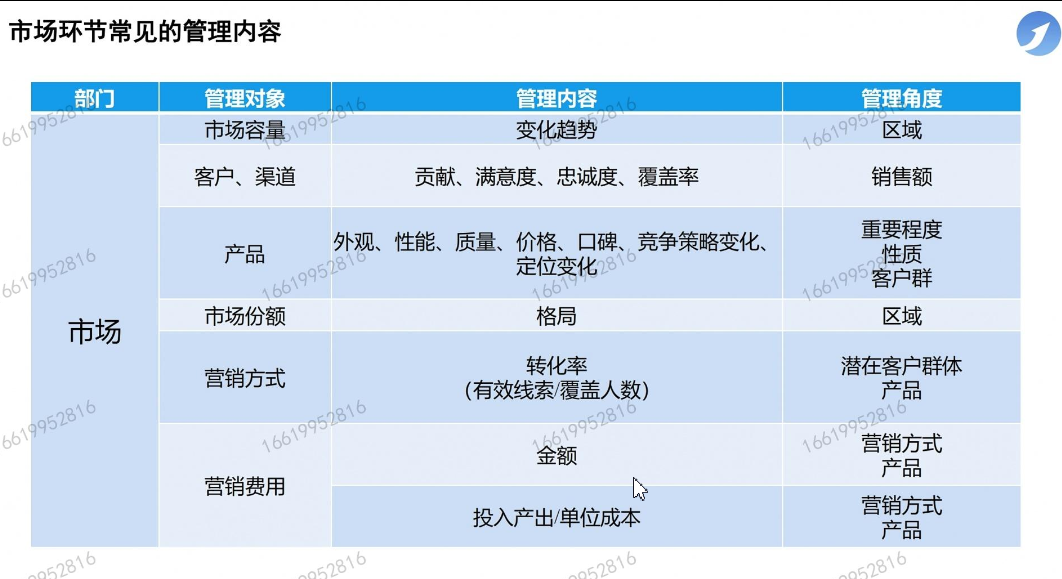 市场环节常见的管理内容
部门 管理对象 管理内容 管理角度
市场
市场容量 变化趋势 区域
客户、渠道 贡献、满意度、忠诚度、覆盖率 销售额
产品
外观、性能、质量、价格、口碑、竞争策略变化、
定位变化
重要程度
性质
客户群
市场份额 格局 区域
营销方式
转化率
(有效线索/覆盖人数)
潜在客户群体
产品
营销费用
金额
营销方式
产品
投入产出/单位成本
营销方式
产品
16619952816
16619952816
16619952816
16619952816
16619952816
16619952816
16619952816
16619952816
16619952816
16619952816
16619952816
16619952816
9952816
9952816
9952816
9952816